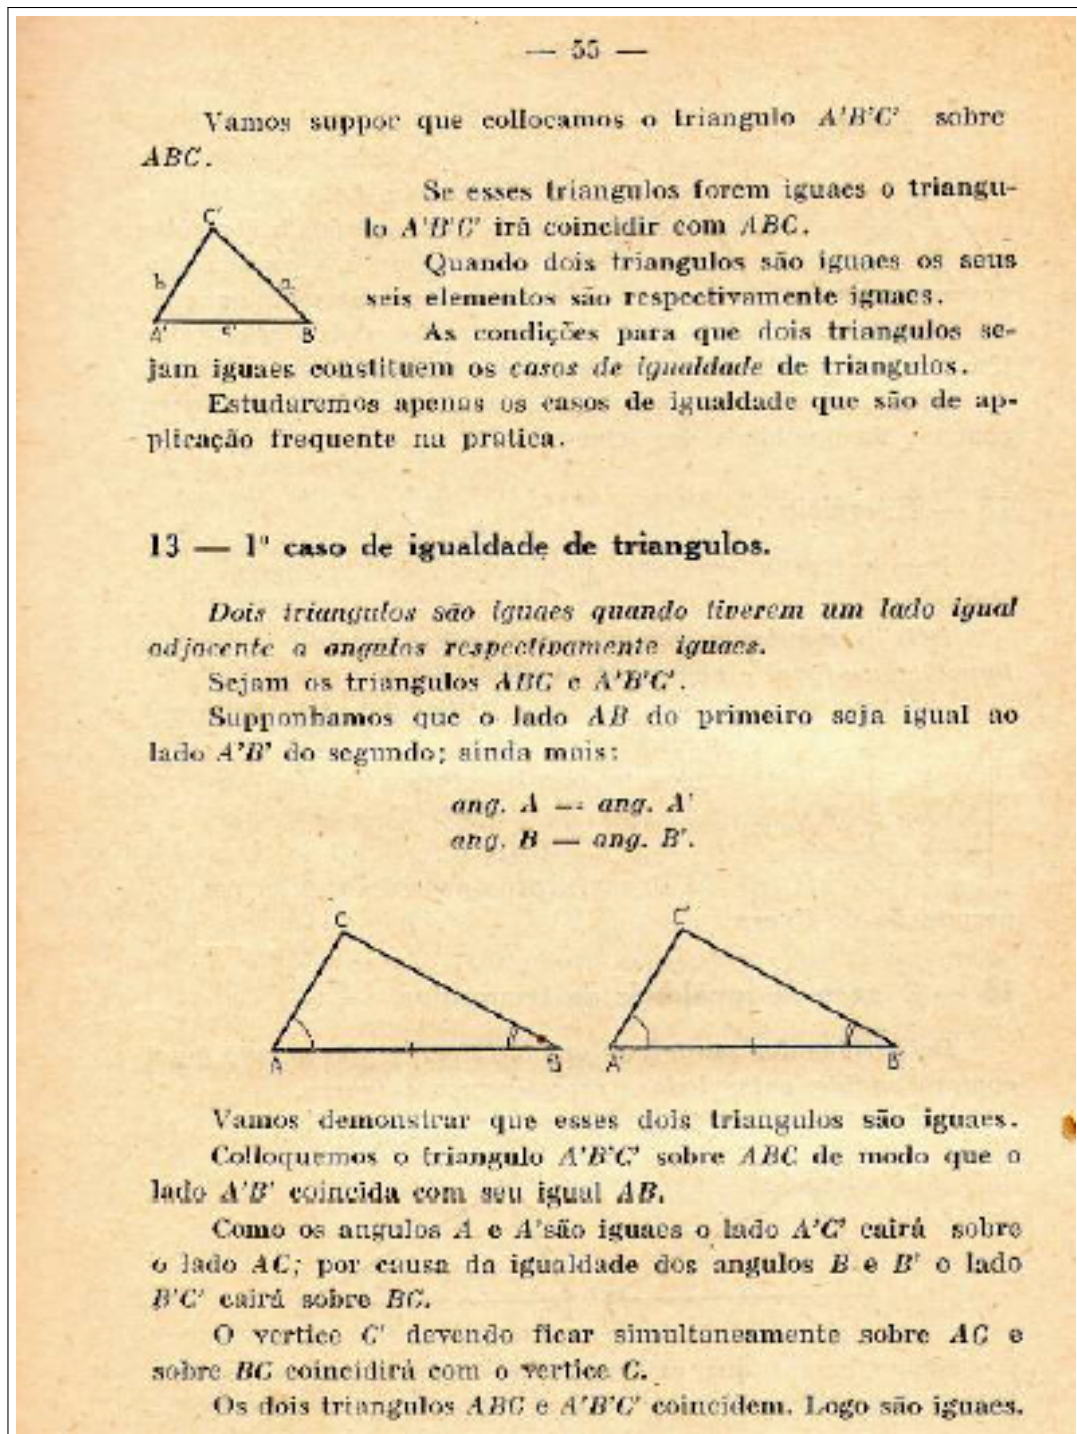 — 55 —
Vamos suppor que collocamos o triangulo A'B'C' sobre
ABC.
Se esses triangulos forem iguaes o triangu-
lo A'B'C' irá coincidir com ABC.
Quando dois triangulos são iguaes os seus
seis elementos são respectivamente iguaes.
As condições para que dois triangulos se-
C'
b
a
A'
c'
B
jam iguaes constituem os casos de igualdade de triangulos.
Estudaremos apenas os casos de igualdade que são de ap-
plicação frequente na pratica.
13 — 1º caso de igualdade de triangulos.
Dois triangulos são iguaes quando tiverem um lado igual
adjacente a angulos respectivamente iguaes.
Sejam os triangulos ABC e A'B'C'.
Supponhamos que o lado AB do primeiro seja igual ao
lado A'B' do segundo; ainda mais:
ang. A = ang. A'
ang. B = ang. B'.
C
C'
A
B
A'
B'
Vamos demonstrar que esses dois triangulos são iguaes.
Colloquemos o triangulo A'B'C' sobre ABC de modo que o
lado A'B' coincida com seu igual AB.
Como os angulos A e A'são iguaes o lado A'C' cairá sobre
o lado AC; por causa da igualdade dos angulos B e B' o lado
B'C' cairá sobre BC.
O vertice C' devendo ficar simultaneamente sobre AC e
sobre BC coincidirá com o vertice C.
Os dois triangulos ABC e A'B'C' coincidem. Logo são iguaes.